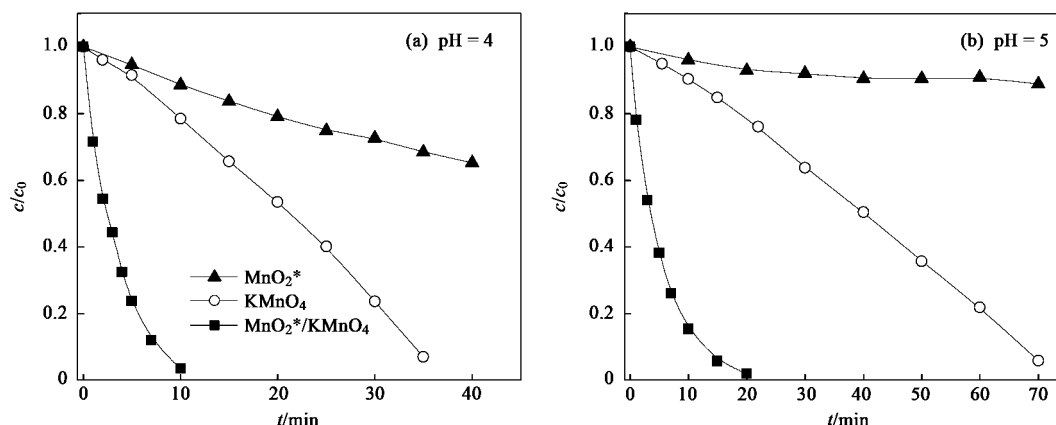 (a) pH = 4
c/c₀
1.0
0.8
0.6
0.4
0.2
0
MnO₂*
KMnO₄
MnO₂*/KMnO₄
0 10 20 30 40
t/min
(b) pH = 5
c/c₀
1.0
0.8
0.6
0.4
0.2
0
0 10 20 30 40 50 60 70
t/min